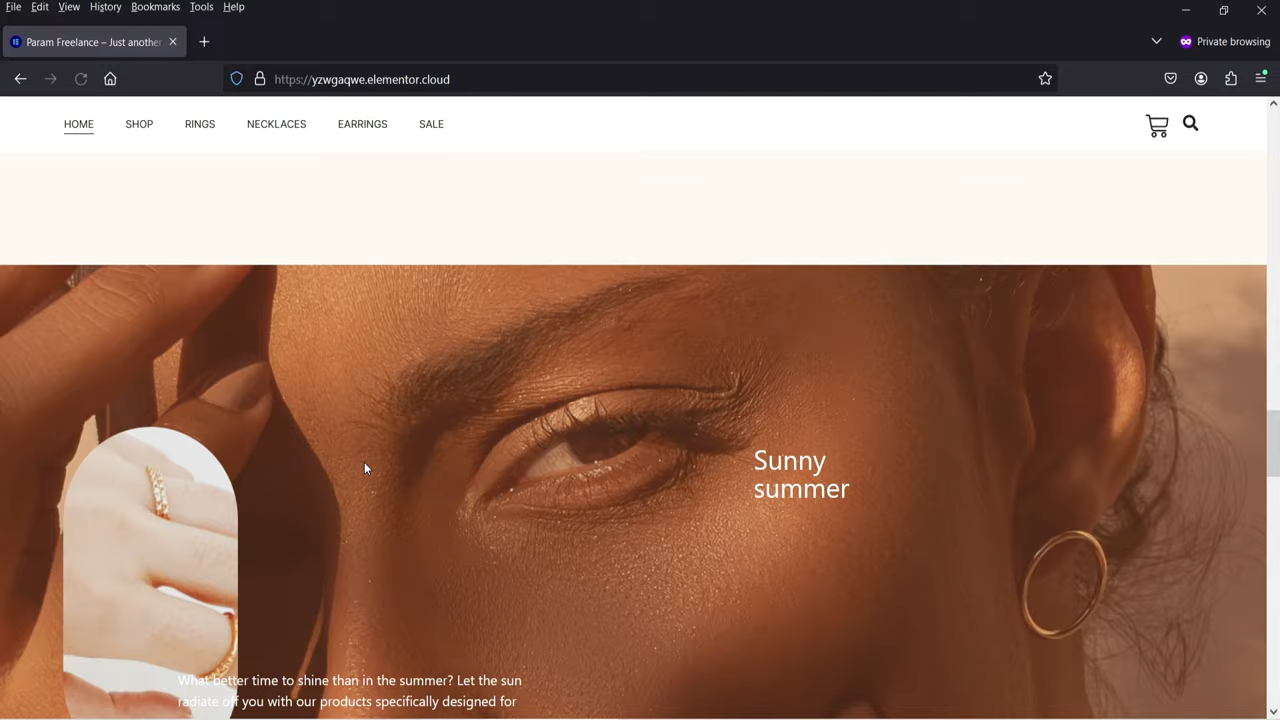 File Edit View History Bookmarks Tools Help
Param Freelance – Just another
Private browsing
https://yzwgaqwe.elementor.cloud
HOME SHOP RINGS NECKLACES EARRINGS SALE
Sunny
summer
What better time to shine than in the summer? Let the sun
radiate off you with our products specifically designed for